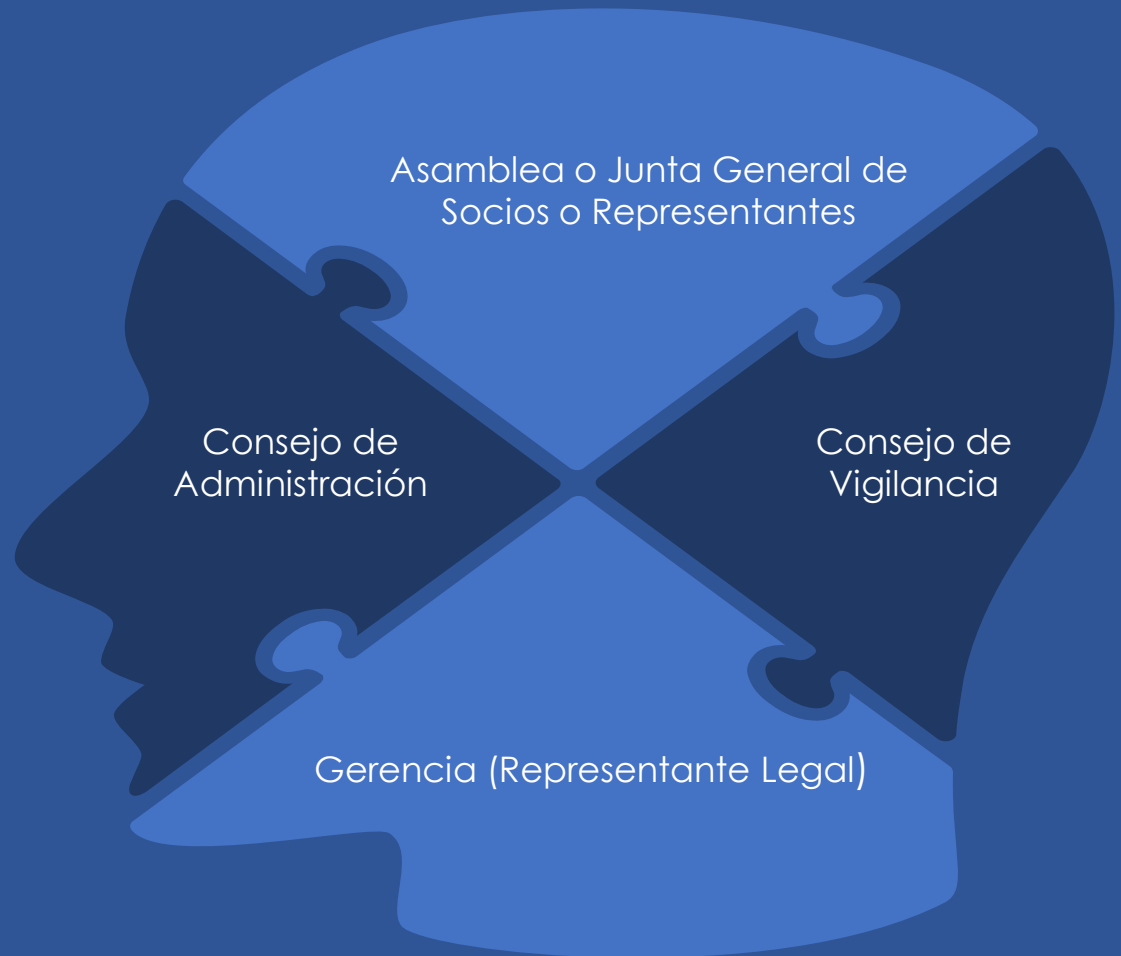 Asamblea o Junta General de
Socios o Representantes
Consejo de
Administración
Consejo de
Vigilancia
Gerencia (Representante Legal)